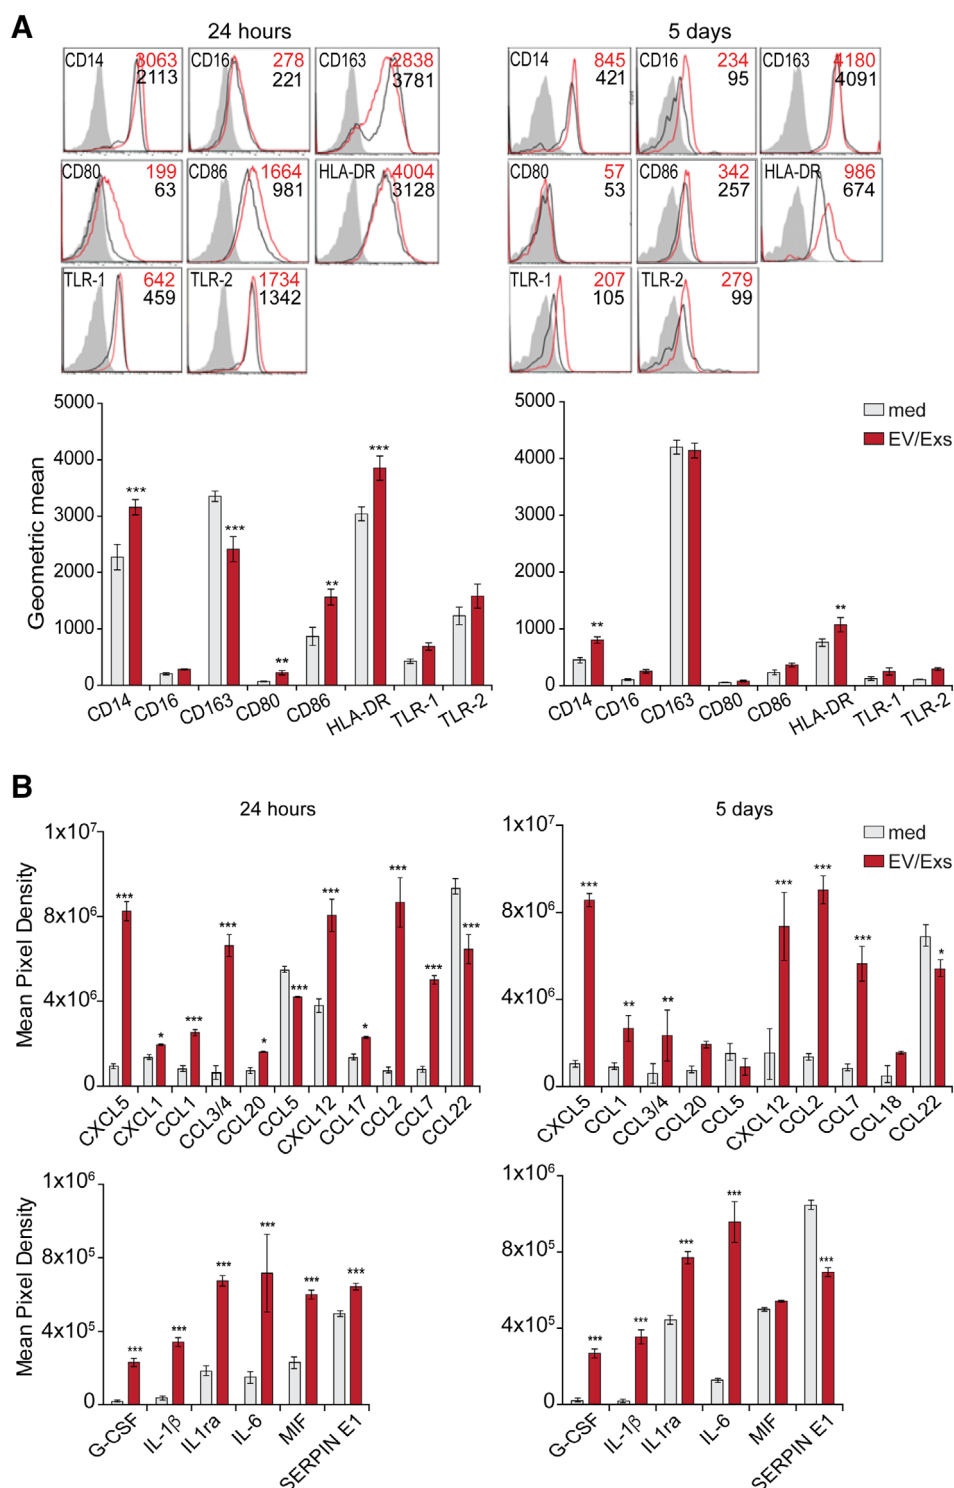 A
24 hours
5 days
CD14 3063
2113
CD16 278
221
CD163 2838
3781
CD14 845
421
CD16 234
95
CD163 4180
4091
CD80 199
63
CD86 1664
981
HLA-DR 4004
3128
CD80 57
53
CD86 342
257
HLA-DR 986
674
TLR-1 642
459
TLR-2 1734
1342
TLR-1 207
105
TLR-2 279
99
Geometric mean
5000
4000
3000
2000
1000
0
*** *** ** ** ***
CD14 CD16 CD163 CD80 CD86 HLA-DR TLR-1 TLR-2
5000
4000
3000
2000
1000
0
med
EV/Exs
** **
CD14 CD16 CD163 CD80 CD86 HLA-DR TLR-1 TLR-2
B
24 hours
5 days
Mean Pixel Density
1x10⁷
8x10⁶
4x10⁶
0
*** * *** *** * *** *** * *** *** ***
CXCL5 CXCL1 CCL1 CCL3/4 CCL20 CCL5 CXCL12 CCL17 CCL2 CCL7 CCL22
Mean Pixel Density
1x10⁷
8x10⁶
4x10⁶
0
med
EV/Exs
*** ** ** *** *** *** *
CXCL5 CCL1 CCL3/4 CCL20 CCL5 CXCL12 CCL2 CCL7 CCL18 CCL22
Mean Pixel Density
1x10⁶
8x10⁵
4x10⁵
0
*** *** *** *** *** ***
G-CSF IL-1β IL1ra IL-6 MIF SERPIN E1
Mean Pixel Density
1x10⁶
8x10⁵
4x10⁵
0
*** *** *** *** ***
G-CSF IL-1β IL1ra IL-6 MIF SERPIN E1